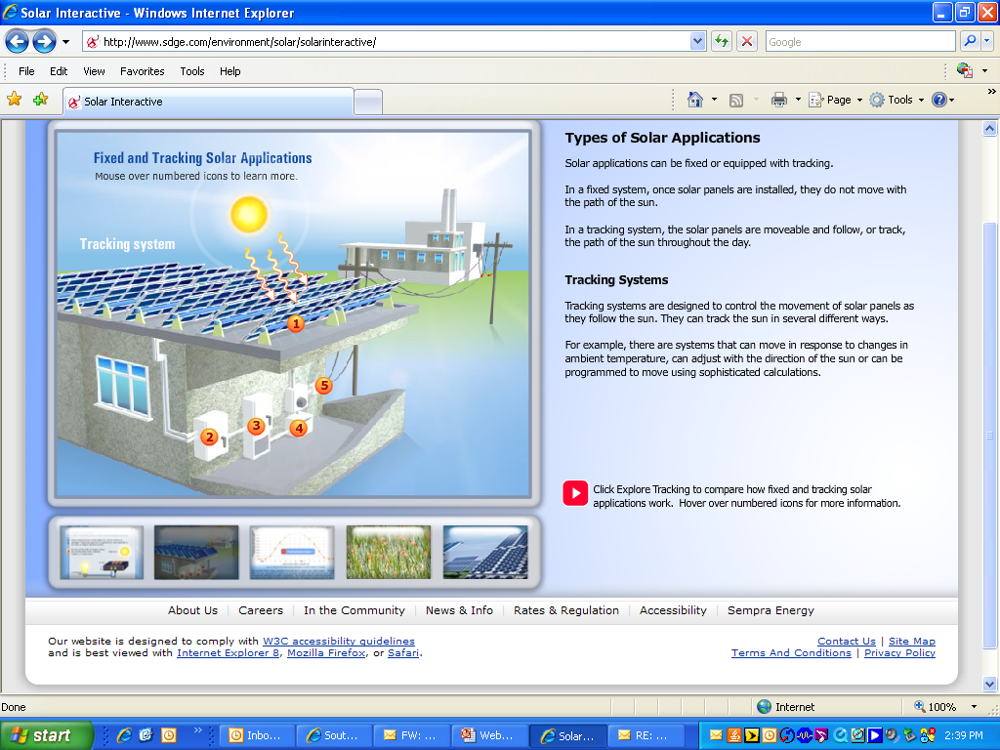 Solar Interactive - Windows Internet Explorer
http://www.sdge.com/environment/solar/solarinteractive/
Google
File Edit View Favorites Tools Help
Solar Interactive
Page Tools
Fixed and Tracking Solar Applications
Mouse over numbered icons to learn more.
Tracking system
1
2
3
4
5
Types of Solar Applications
Solar applications can be fixed or equipped with tracking.
In a fixed system, once solar panels are installed, they do not move with
the path of the sun.
In a tracking system, the solar panels are moveable and follow, or track,
the path of the sun throughout the day.
Tracking Systems
Tracking systems are designed to control the movement of solar panels as
they follow the sun. They can track the sun in several different ways.
For example, there are systems that can move in response to changes in
ambient temperature, can adjust with the direction of the sun or can be
programmed to move using sophisticated calculations.
Click Explore Tracking to compare how fixed and tracking solar
applications work. Hover over numbered icons for more information.
About Us | Careers | In the Community | News & Info | Rates & Regulation | Accessibility | Sempra Energy
Our website is designed to comply with W3C accessibility guidelines
and is best viewed with Internet Explorer 8, Mozilla Firefox, or Safari.
Contact Us | Site Map
Terms And Conditions | Privacy Policy
Done
Internet
100%
start
Inbo...
Sout...
FW: ...
Web...
Solar...
RE: ...
2:39 PM